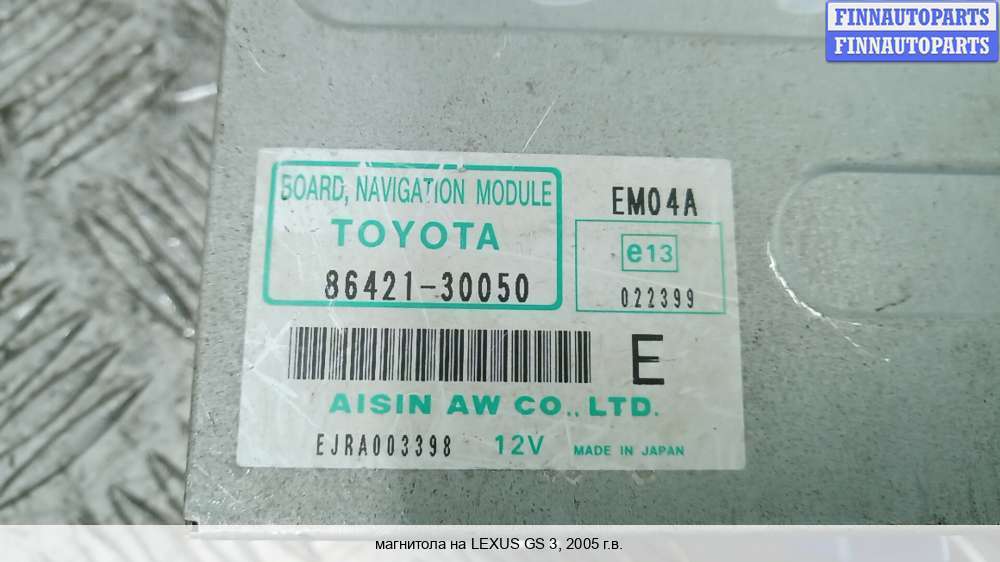 FINNAUTOPARTS
FINNAUTOPARTS
BOARD, NAVIGATION MODULE
TOYOTA
86421-30050
EM04A
e13
022399
E
AISIN AW CO., LTD.
EJRA003398 12V MADE IN JAPAN
магнитола на LEXUS GS 3, 2005 г.в.